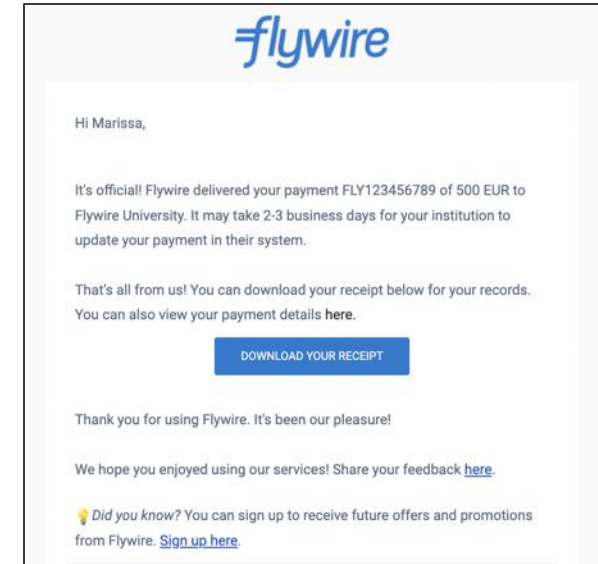 flywire
Hi Marissa,
It's official! Flywire delivered your payment FLY123456789 of 500 EUR to
Flywire University. It may take 2-3 business days for your institution to
update your payment in their system.
That's all from us! You can download your receipt below for your records.
You can also view your payment details here.
DOWNLOAD YOUR RECEIPT
Thank you for using Flywire. It's been our pleasure!
We hope you enjoyed using our services! Share your feedback here.
💡Did you know? You can sign up to receive future offers and promotions
from Flywire. Sign up here.